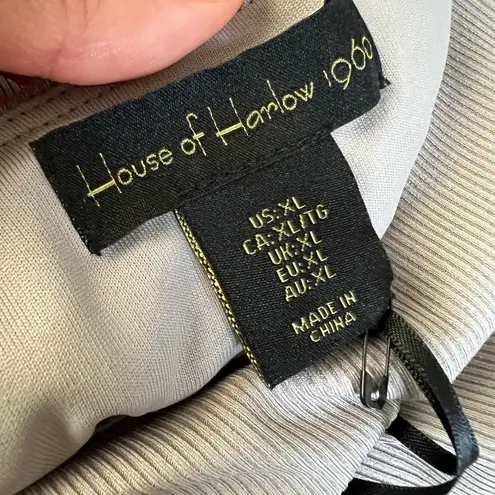 House of Harlow 1960
US: XL
CA: XL/TG
UK: XL
EU: XL
AU: XL
MADE IN
CHINA